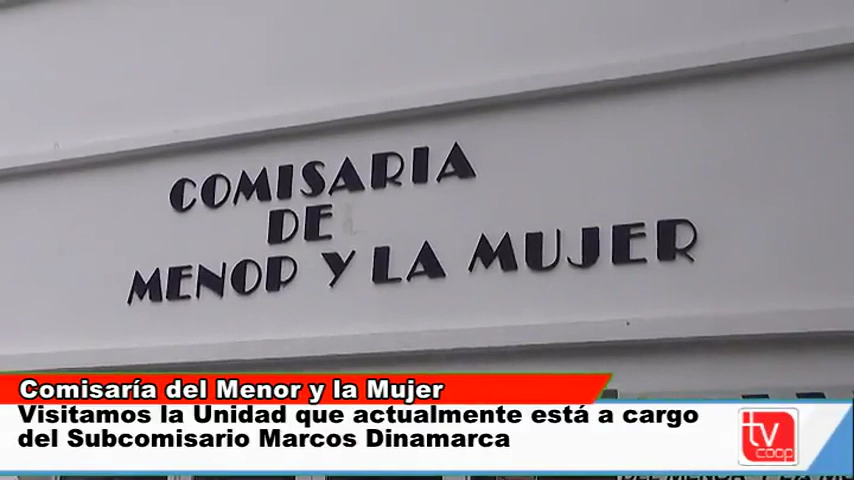 COMISARIA
DE
MENOR Y LA MUJER
Comisaría del Menor y la Mujer
Visitamos la Unidad que actualmente está a cargo
del Subcomisario Marcos Dinamarca
tv
coop